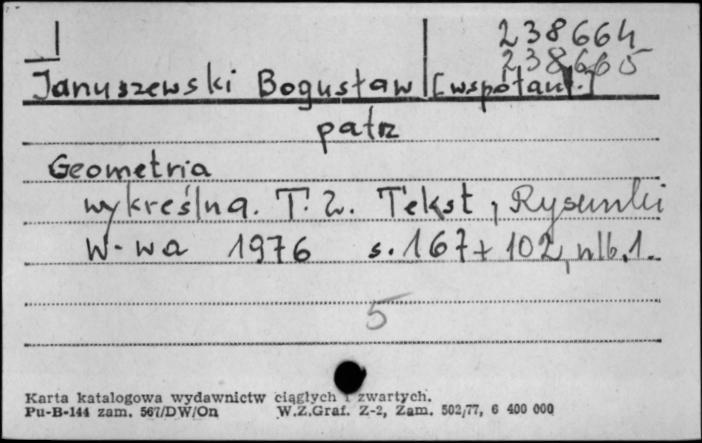 238664
238665
Januszewski Bogusław [współaut.]
patrz
Geometria
wykreślna. T. 2. Tekst, Rysunki
W-wa 1976 s. 167 + 102, nlb. 1.
5
Karta katalogowa wydawnictw ciągłych i zwartych.
Pu-B-144 zam. 567/DW/On W.Z.Graf. Z-2, Zam. 502/77, 6 400 000